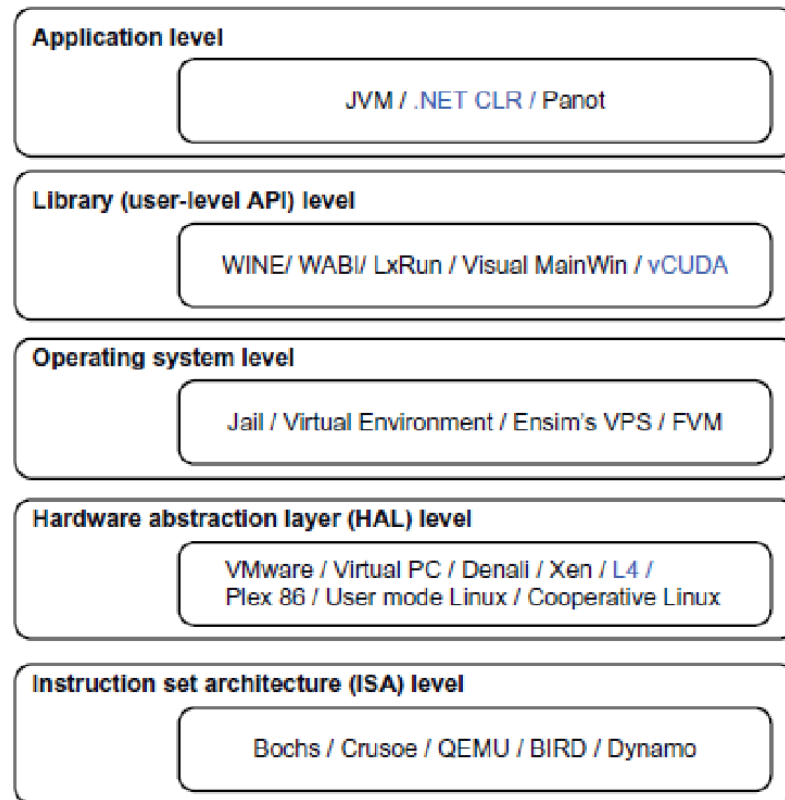 Application level
JVM / .NET CLR / Panot
Library (user-level API) level
WINE/ WABI/ LxRun / Visual MainWin / vCUDA
Operating system level
Jail / Virtual Environment / Ensim's VPS / FVM
Hardware abstraction layer (HAL) level
VMware / Virtual PC / Denali / Xen / L4 /
Plex 86 / User mode Linux / Cooperative Linux
Instruction set architecture (ISA) level
Bochs / Crusoe / QEMU / BIRD / Dynamo